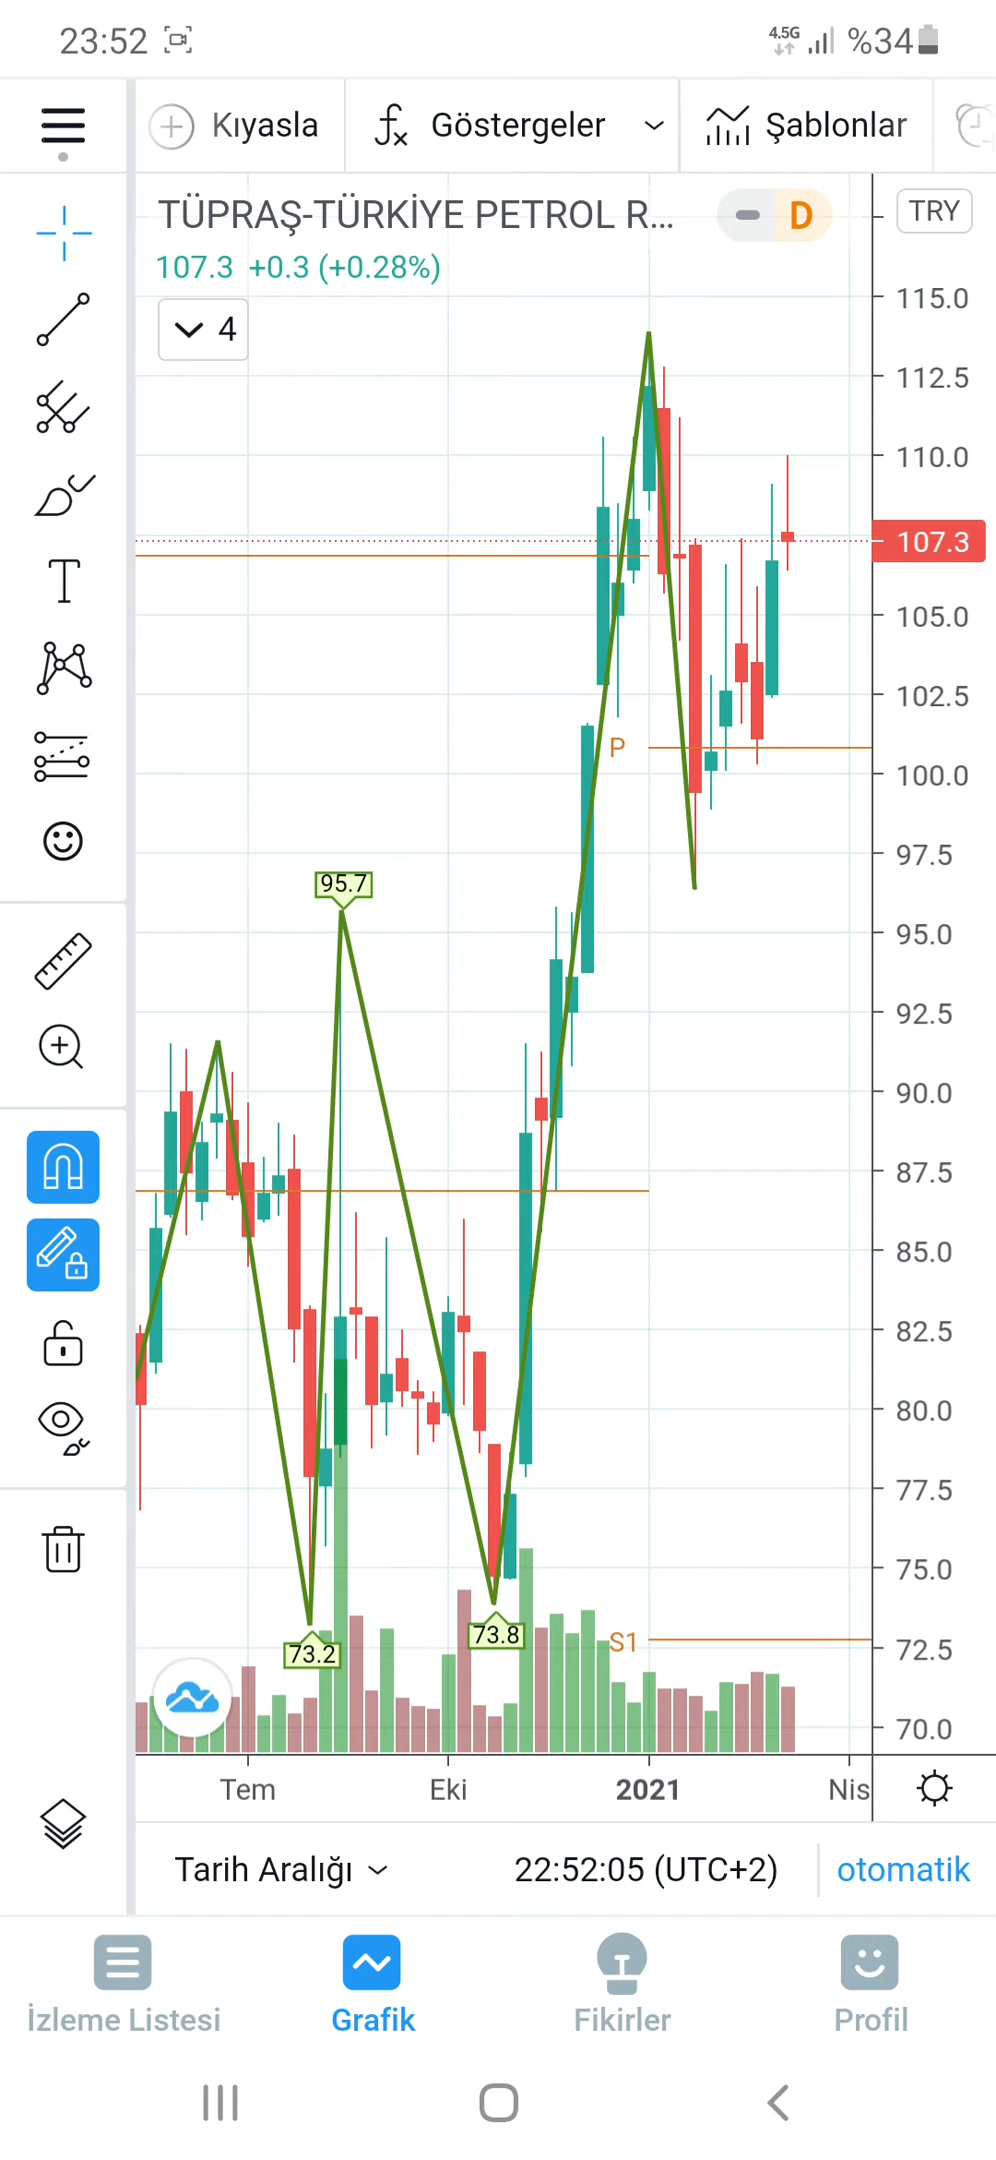 23:52
4.5G
%34
Kıyasla
Göstergeler
Şablonlar
TÜPRAŞ-TÜRKİYE PETROL R...
D
TRY
107.3 +0.3 (+0.28%)
4
115.0
112.5
110.0
107.3
105.0
102.5
P
100.0
97.5
95.7
95.0
92.5
90.0
87.5
85.0
82.5
80.0
77.5
75.0
73.8
S1
73.2
72.5
70.0
Tem
Eki
2021
Nis
Tarih Aralığı
22:52:05 (UTC+2)
otomatik
İzleme Listesi
Grafik
Fikirler
Profil